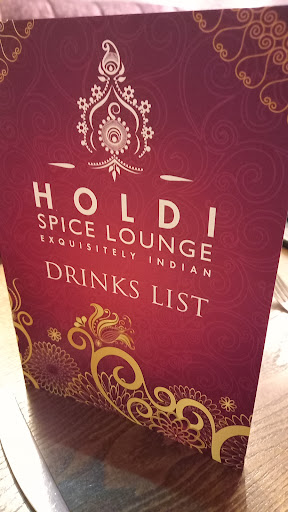 HOLDI
SPICE LOUNGE
EXQUISITELY INDIAN
DRINKS LIST